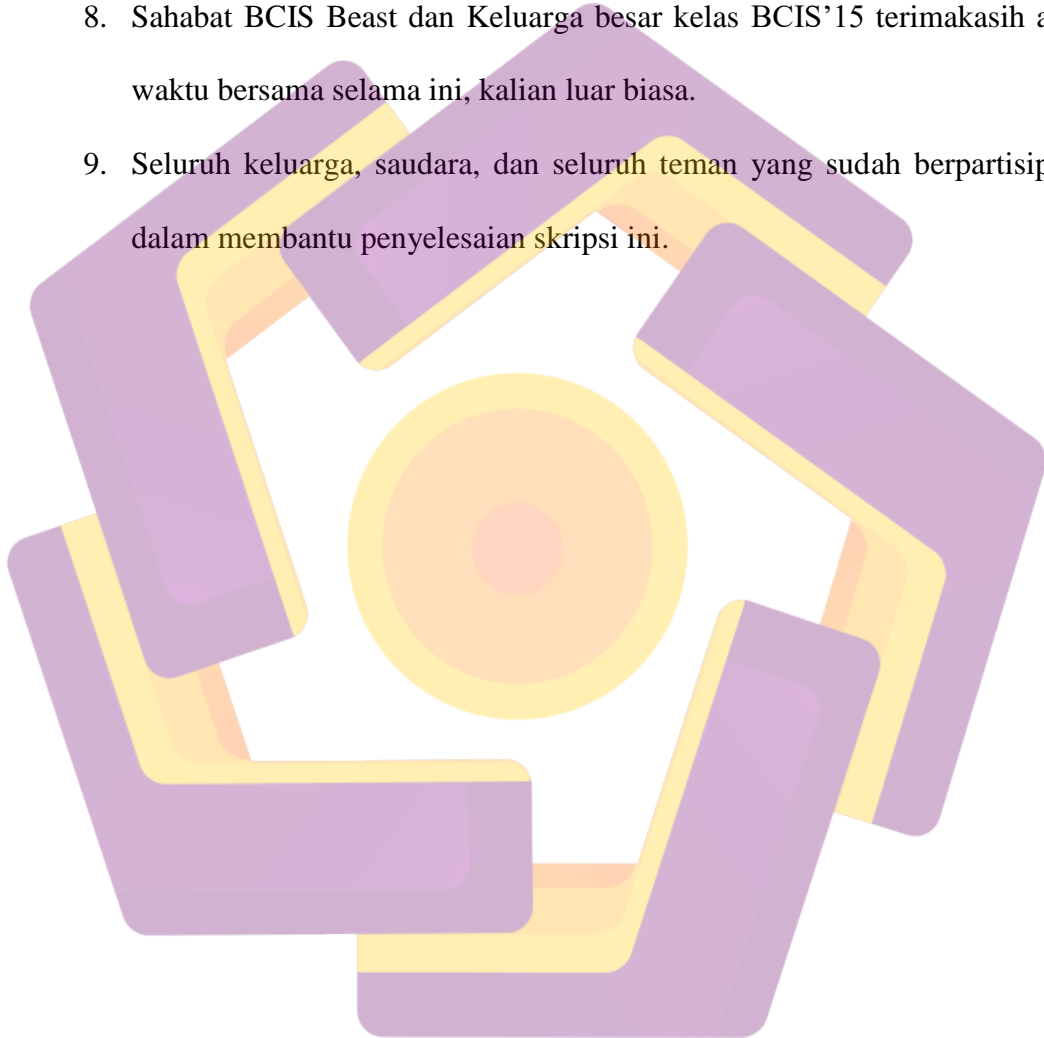 8. Sahabat BCIS Beast dan Keluarga besar kelas BCIS’15 terimakasih
waktu bersama selama ini, kalian luar biasa.
9. Seluruh keluarga, saudara, dan seluruh teman yang sudah
dalam membantu penyelesaian skripsi ini.